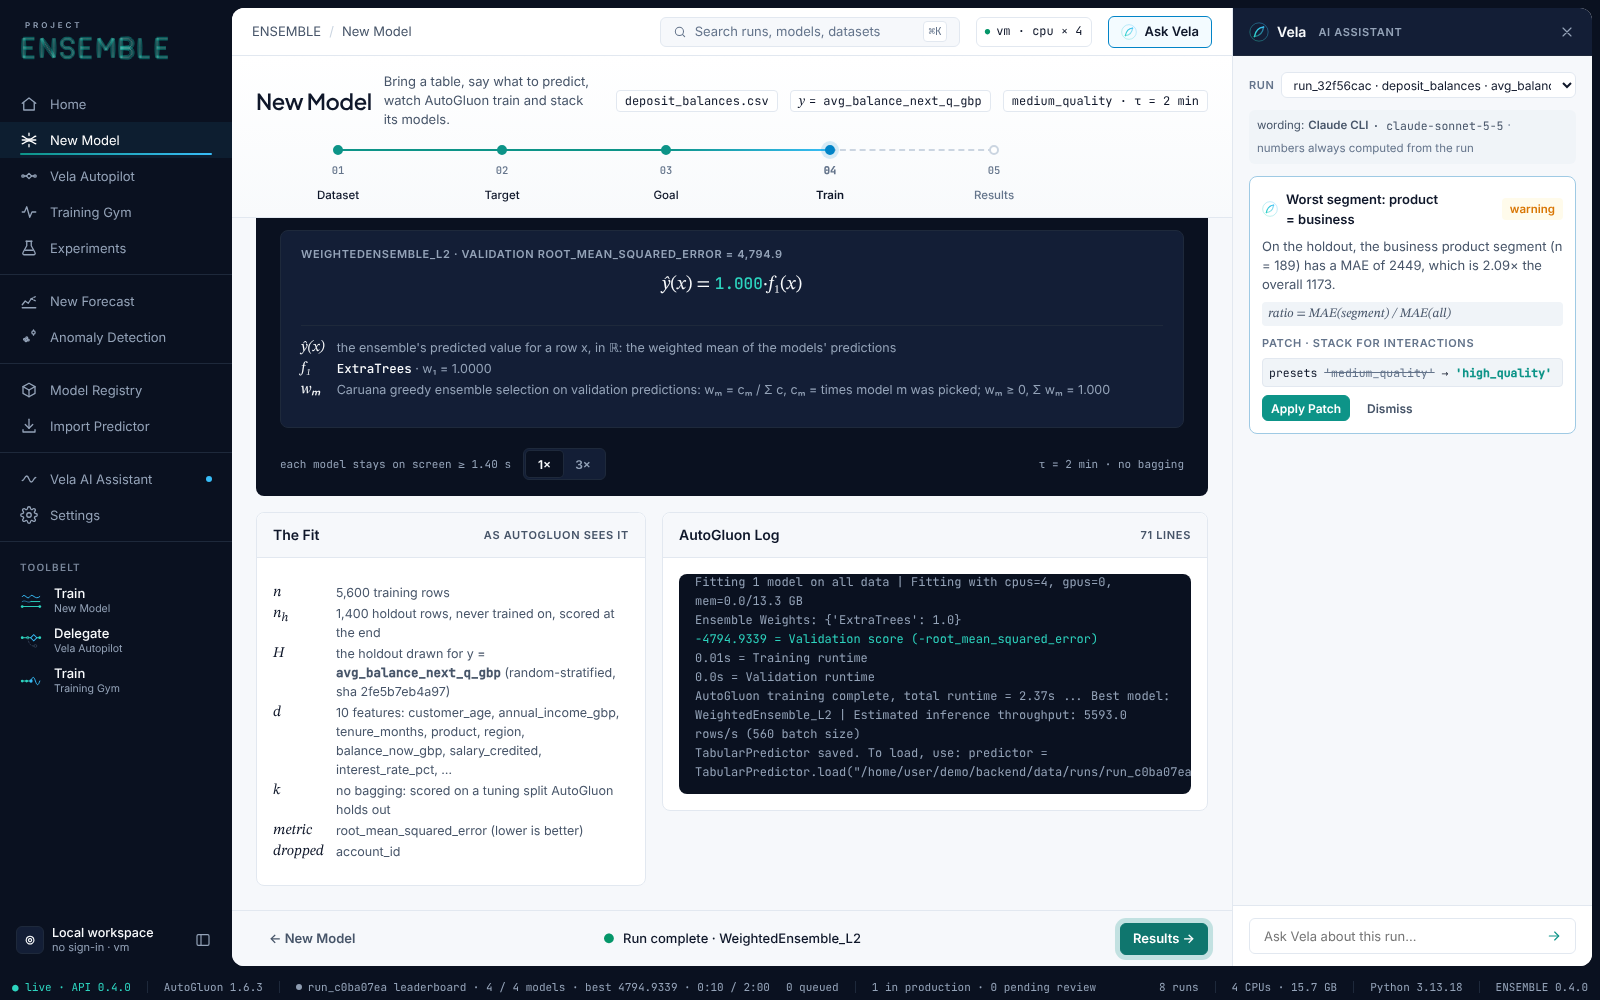 PROJECT
ENSEMBLE
Home
New Model
Vela Autopilot
Training Gym
Experiments
New Forecast
Anomaly Detection
Model Registry
Import Predictor
Vela AI Assistant
Settings
TOOLBELT
Train
New Model
Delegate
Vela Autopilot
Train
Training Gym
Local workspace
no sign-in · vm
ENSEMBLE / New Model
Search runs, models, datasets ⌘K
vm · cpu × 4
Ask Vela
New Model
Bring a table, say what to predict,
watch AutoGluon train and stack
its models.
deposit_balances.csv
y = avg_balance_next_q_gbp
medium_quality · τ = 2 min
01 02 03 04 05
Dataset Target Goal Train Results
WEIGHTEDENSEMBLE_L2 · VALIDATION ROOT_MEAN_SQUARED_ERROR = 4,794.9
ŷ(x) = 1.000·f₁(x)
ŷ(x) the ensemble's predicted value for a row x, in ℝ: the weighted mean of the models' predictions
f₁ ExtraTrees · w₁ = 1.0000
wₘ Caruana greedy ensemble selection on validation predictions: wₘ = cₘ / Σ c, cₘ = times model m was picked; wₘ ≥ 0, Σ wₘ = 1.000
each model stays on screen ≥ 1.40 s 1× 3× τ = 2 min · no bagging
The Fit AS AUTOGLUON SEES IT
n 5,600 training rows
nₕ 1,400 holdout rows, never trained on, scored at
the end
H the holdout drawn for y =
avg_balance_next_q_gbp (random-stratified,
sha 2fe5b7eb4a97)
d 10 features: customer_age, annual_income_gbp,
tenure_months, product, region,
balance_now_gbp, salary_credited,
interest_rate_pct, ...
k no bagging: scored on a tuning split AutoGluon
holds out
metric root_mean_squared_error (lower is better)
dropped account_id
AutoGluon Log 71 LINES
Fitting 1 model on all data | Fitting with cpus=4, gpus=0,
mem=0.0/13.3 GB
Ensemble Weights: {'ExtraTrees': 1.0}
-4794.9339 = Validation score (-root_mean_squared_error)
0.01s = Training runtime
0.0s = Validation runtime
AutoGluon training complete, total runtime = 2.37s ... Best model:
WeightedEnsemble_L2 | Estimated inference throughput: 5593.0
rows/s (560 batch size)
TabularPredictor saved. To load, use: predictor =
TabularPredictor.load("/home/user/demo/backend/data/runs/run_c0ba07ea
← New Model
Run complete · WeightedEnsemble_L2
Results →
Vela AI ASSISTANT
RUN run_32f56cac · deposit_balances · avg_balanc
wording: Claude CLI · claude-sonnet-5-5 ·
numbers always computed from the run
Worst segment: product
= business
warning
On the holdout, the business product segment (n
= 189) has a MAE of 2449, which is 2.09× the
overall 1173.
ratio = MAE(segment) / MAE(all)
PATCH · STACK FOR INTERACTIONS
presets 'medium_quality' → 'high_quality'
Apply Patch Dismiss
Ask Vela about this run... →
live · API 0.4.0 AutoGluon 1.6.3 run_c0ba07ea leaderboard · 4 / 4 models · best 4794.9339 · 0:10 / 2:00 0 queued 1 in production · 0 pending review 8 runs 4 CPUs · 15.7 GB Python 3.13.18 ENSEMBLE 0.4.0